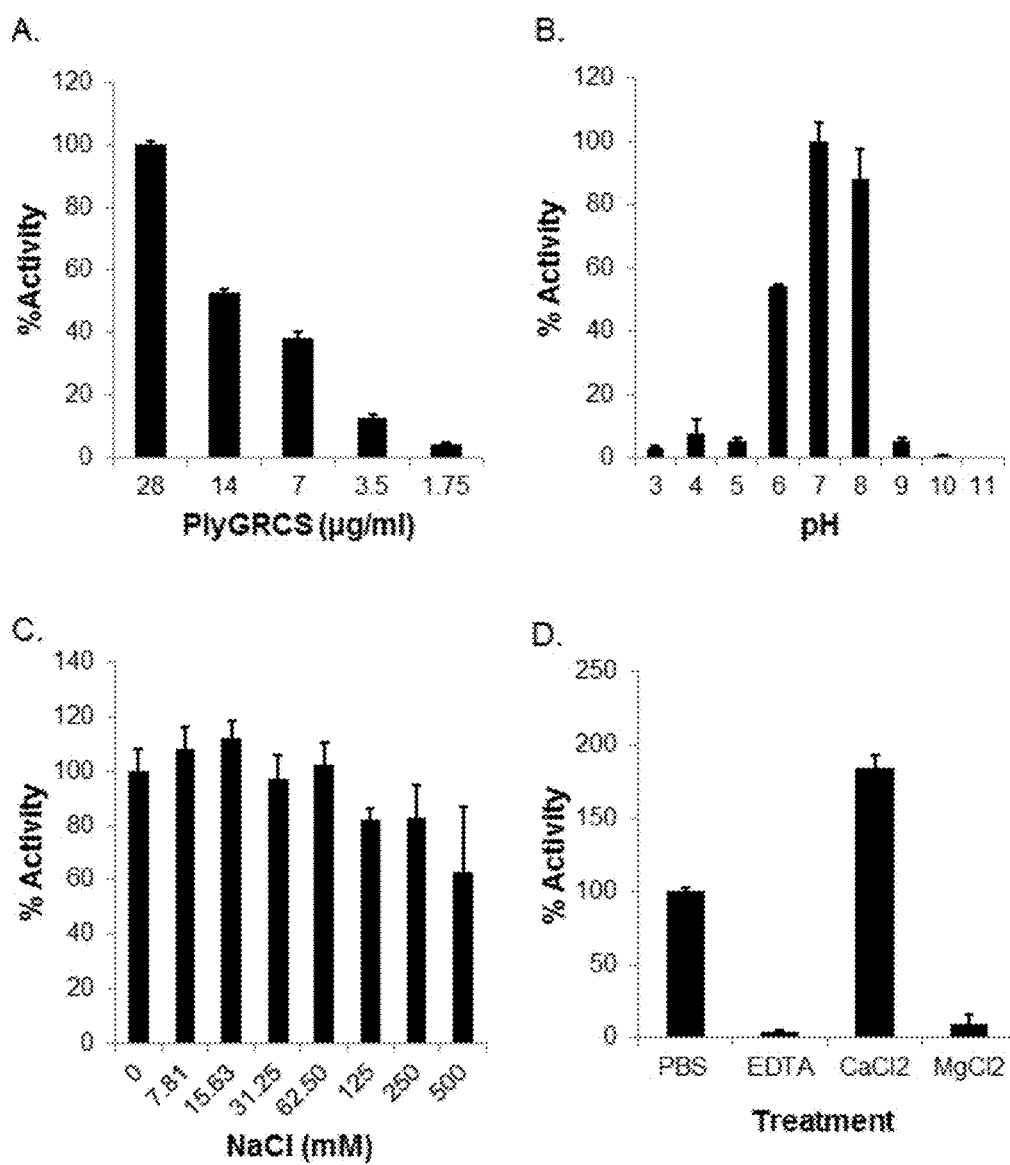 A.
120
100
80
60
40
20
0
%Activity
28 14 7 3.5 1.75
PlyGRCS (µg/ml)
B.
120
100
80
60
40
20
0
% Activity
3 4 5 6 7 8 9 10 11
pH
C.
140
120
100
80
60
40
20
0
% Activity
0 7.81 15.63 31.25 62.50 125 250 500
NaCl (mM)
D.
250
200
150
100
50
0
% Activity
PBS EDTA CaCl2 MgCl2
Treatment